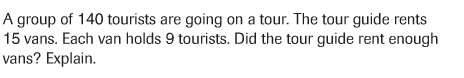 A group of 140 tourists are going on a tour. The tour guide rents
15 vans. Each van holds 9 tourists. Did the tour guide rent enough
vans? Explain.